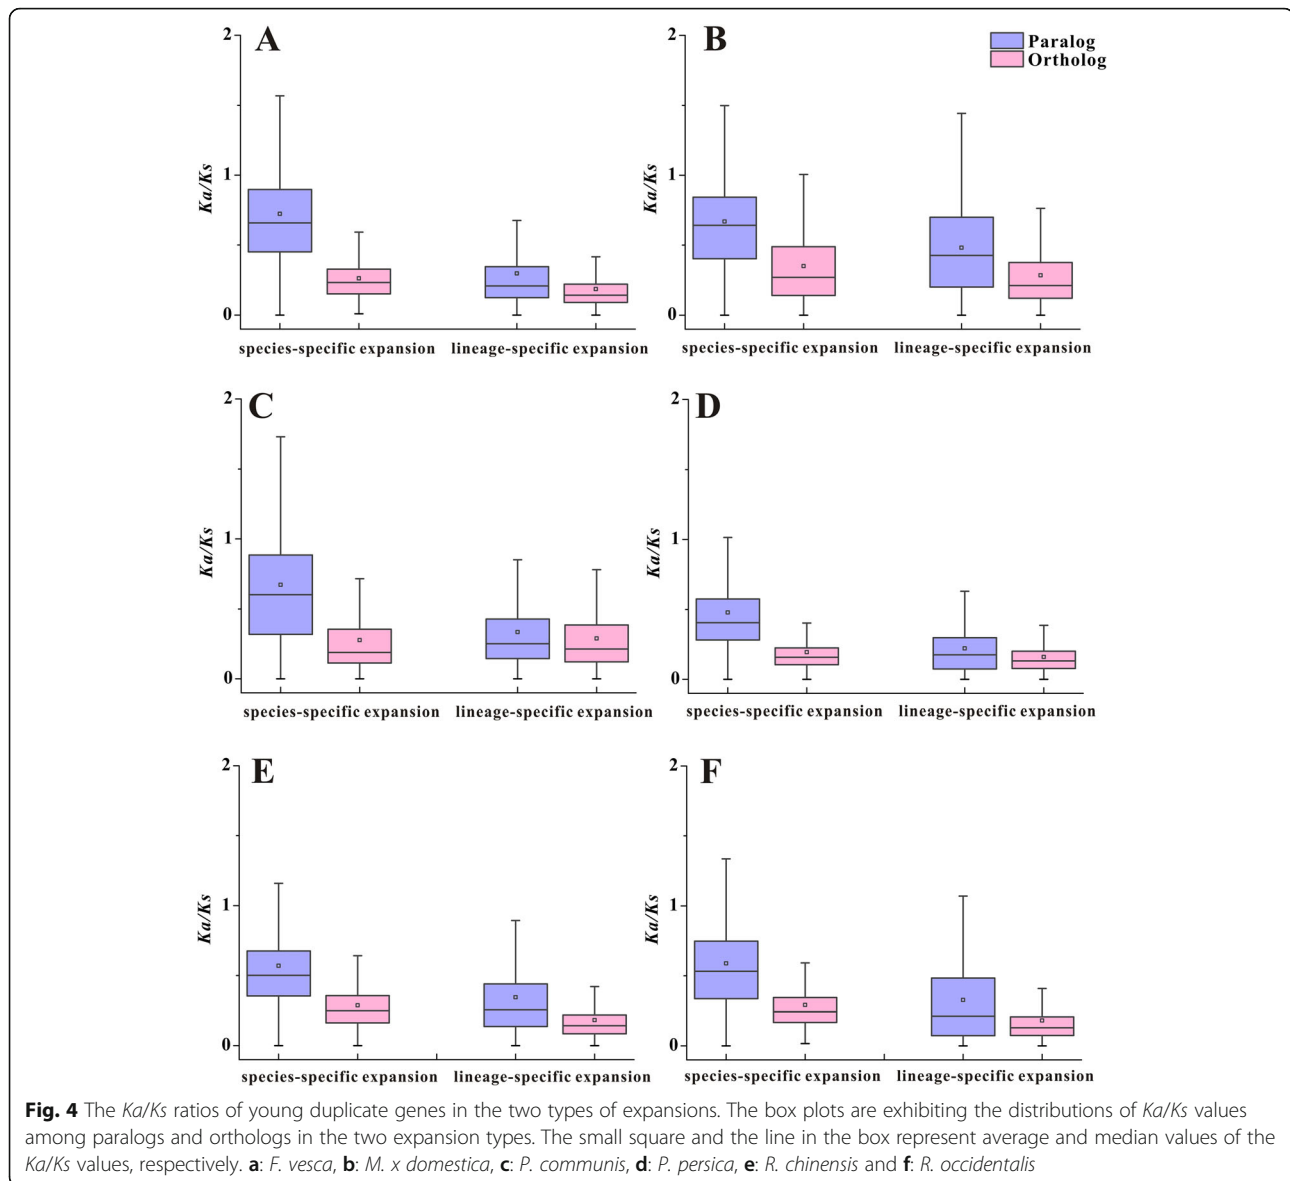 A
B
Paralog
Ortholog
2
1
0
Ka/Ks
species-specific expansion
lineage-specific expansion
2
1
0
Ka/Ks
species-specific expansion
lineage-specific expansion
C
D
2
1
0
Ka/Ks
species-specific expansion
lineage-specific expansion
2
1
0
Ka/Ks
species-specific expansion
lineage-specific expansion
E
F
2
1
0
Ka/Ks
species-specific expansion
lineage-specific expansion
2
1
0
Ka/Ks
species-specific expansion
lineage-specific expansion
Fig. 4 The Ka/Ks ratios of young duplicate genes in the two types of expansions. The box plots are exhibiting the distributions of Ka/Ks values
among paralogs and orthologs in the two expansion types. The small square and the line in the box represent average and median values of the
Ka/Ks values, respectively. a: F. vesca, b: M. x domestica, c: P. communis, d: P. persica, e: R. chinensis and f: R. occidentalis